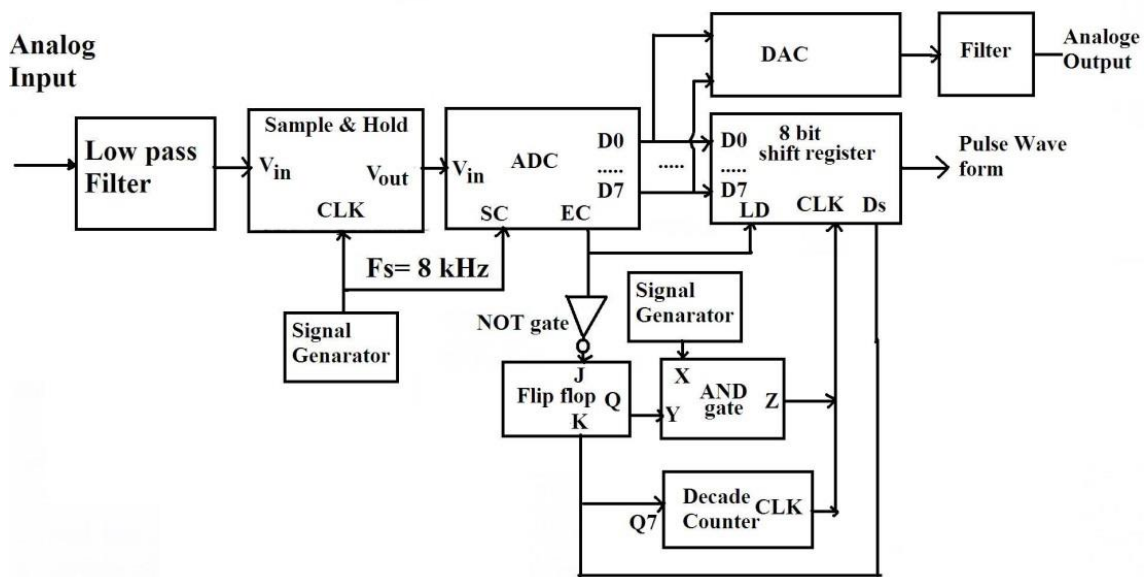 Analog
Input
Low pass
Filter
Sample & Hold
Vin
Vout
CLK
Fs= 8 kHz
Signal
Genarator
ADC
Vin
D0
.....
D7
SC
EC
.....
DAC
Filter
Analoge
Output
8 bit
shift register
D0
.....
D7
LD
CLK
Ds
Pulse Wave
form
NOT gate
Signal
Genarator
J
Flip flop
Q
K
X
Y
AND
gate
Z
Decade
Counter
CLK
Q7